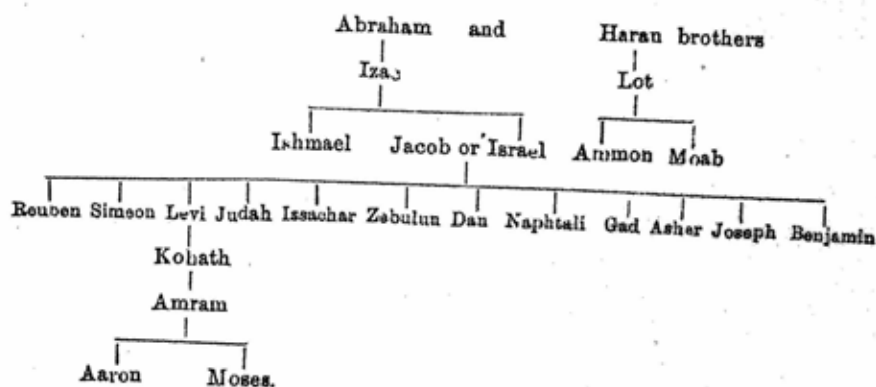 Abraham and Haran brothers
Izac Lot
Ishmael Jacob or Israel Ammon Moab
Reuben Simeon Levi Judah Issachar Zebulun Dan Naphtali Gad Asher Joseph Benjamin
Kohath
Amram
Aaron Moses.